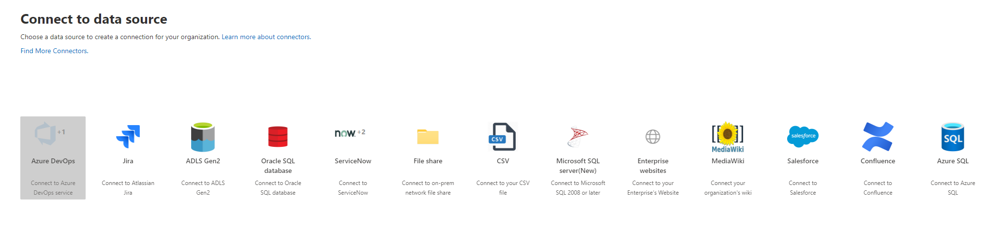 Connect to data source
Choose a data source to create a connection for your organization. Learn more about connectors.
Find More Connectors.
+1
Azure DevOps
Connect to Azure
DevOps service
Jira
Connect to Atlassian
Jira
ADLS Gen2
Connect to ADLS
Gen2
Oracle SQL
database
Connect to Oracle
SQL database
now. +2
ServiceNow
Connect to
ServiceNow
File share
Connect to on-prem
network file share
CSV
CSV
Connect to your CSV
file
Microsoft SQL
server(New)
Connect to Microsoft
SQL 2008 or later
Enterprise
websites
Connect to your
Enterprise's Website
[[ ]]
MediaWiki
MediaWiki
Connect your
organization's wiki
salesforce
Salesforce
Connect to
Salesforce
Confluence
Connect to
Confluence
SQL
Azure SQL
Connect to Azure
SQL